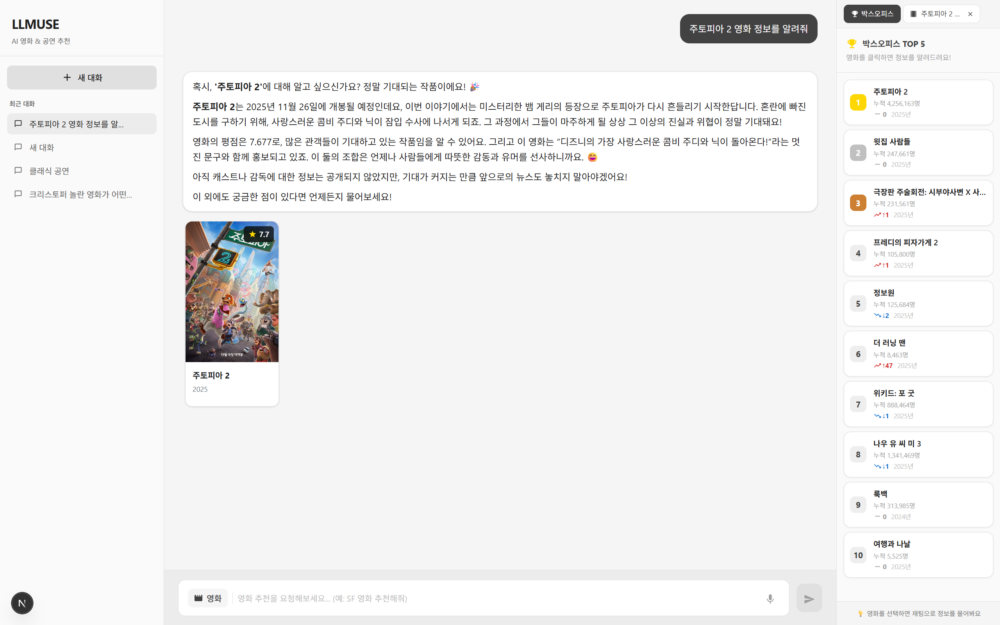 LLMUSE
AI 영화 & 공연 추천
+ 새 대화
최근 대화
주토피아 2 영화 정보를 알...
새 대화
클래식 공연
크리스토퍼 놀란 영화가 어떤...
N
주토피아 2 영화 정보를 알려줘
혹시, '주토피아 2'에 대해 알고 싶으신가요? 정말 기대되는 작품이에요! 🎉
주토피아 2는 2025년 11월 26일에 개봉될 예정인데요, 이번 이야기에서는 미스터리한 뱀 게리의 등장으로 주토피아가 다시 흔들리기 시작한답니다. 혼란에 빠진
도시를 구하기 위해, 사랑스러운 콤비 주디와 닉이 잠입 수사에 나서게 되죠. 그 과정에서 그들이 마주하게 될 상상 그 이상의 진실과 위협이 정말 기대돼요!
영화의 평점은 7.677로, 많은 관객들이 기대하고 있는 작품임을 알 수 있어요. 그리고 이 영화는 “디즈니의 가장 사랑스러운 콤비 주디와 닉이 돌아온다!”라는 멋
진 문구와 함께 홍보되고 있죠. 이 둘의 조합은 언제나 사람들에게 따뜻한 감동과 유머를 선사하니까요. 😄
아직 캐스트나 감독에 대한 정보는 공개되지 않았지만, 기대가 커지는 만큼 앞으로의 뉴스도 놓치지 말아야겠어요!
이 외에도 궁금한 점이 있다면 언제든지 물어보세요!
7.7
주토피아
2
11월 극장 대개봉
주토피아 2
2025
영화
영화 추천을 요청해보세요... (예: SF 영화 추천해줘)
박스오피스
주토피아 2 ...
박스오피스 TOP 5
영화를 클릭하면 정보를 알려드려요!
1
주토피아 2
누적 4,256,163명
— 0 2025년
2
윗집 사람들
누적 247,661명
— 0 2025년
3
극장판 주술회전: 시부야사변 X 사...
누적 231,561명
↑1 2025년
4
프레디의 피자가게 2
누적 105,800명
↑1 2025년
5
정보원
누적 125,684명
↓2 2025년
6
더 러닝 맨
누적 8,463명
↑47 2025년
7
위키드: 포 굿
누적 888,464명
↓1 2025년
8
나우 유 씨 미 3
누적 1,341,469명
↓1 2025년
9
룩백
누적 313,985명
— 0 2024년
10
여행과 나날
누적 5,525명
— 0 2025년
💡 영화를 선택하면 채팅으로 정보를 물어봐요